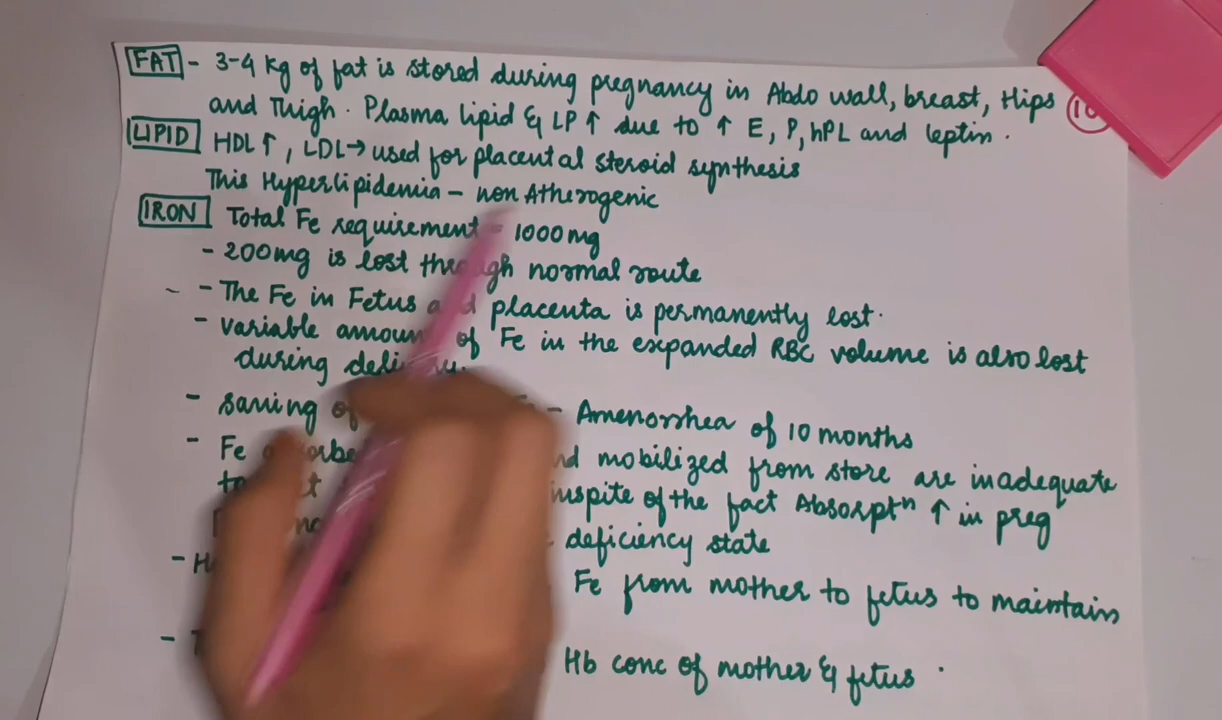 FAT - 3-4 kg of fat is stored during pregnancy in Abdo wall, breast, Hips
and Thigh. Plasma lipid & LP ↑ due to ↑ E, P, hPL and leptin.
LIPID HDL↑, LDL→ used for placental steroid synthesis
This Hyperlipidemia - non Atherogenic
IRON Total Fe requirement 1000mg
- 200mg is lost through normal route
- The Fe in Fetus and placenta is permanently lost.
- variable amount of Fe in the expanded RBC volume is also lost
during
- saving of - Amenorrhea of 10 months
- Fe mobilized from store are inadequate
inspite of the fact Absorptⁿ ↑ in preg
deficiency state
- Fe from mother to fetus to maintain
- Hb conc of mother & fetus.